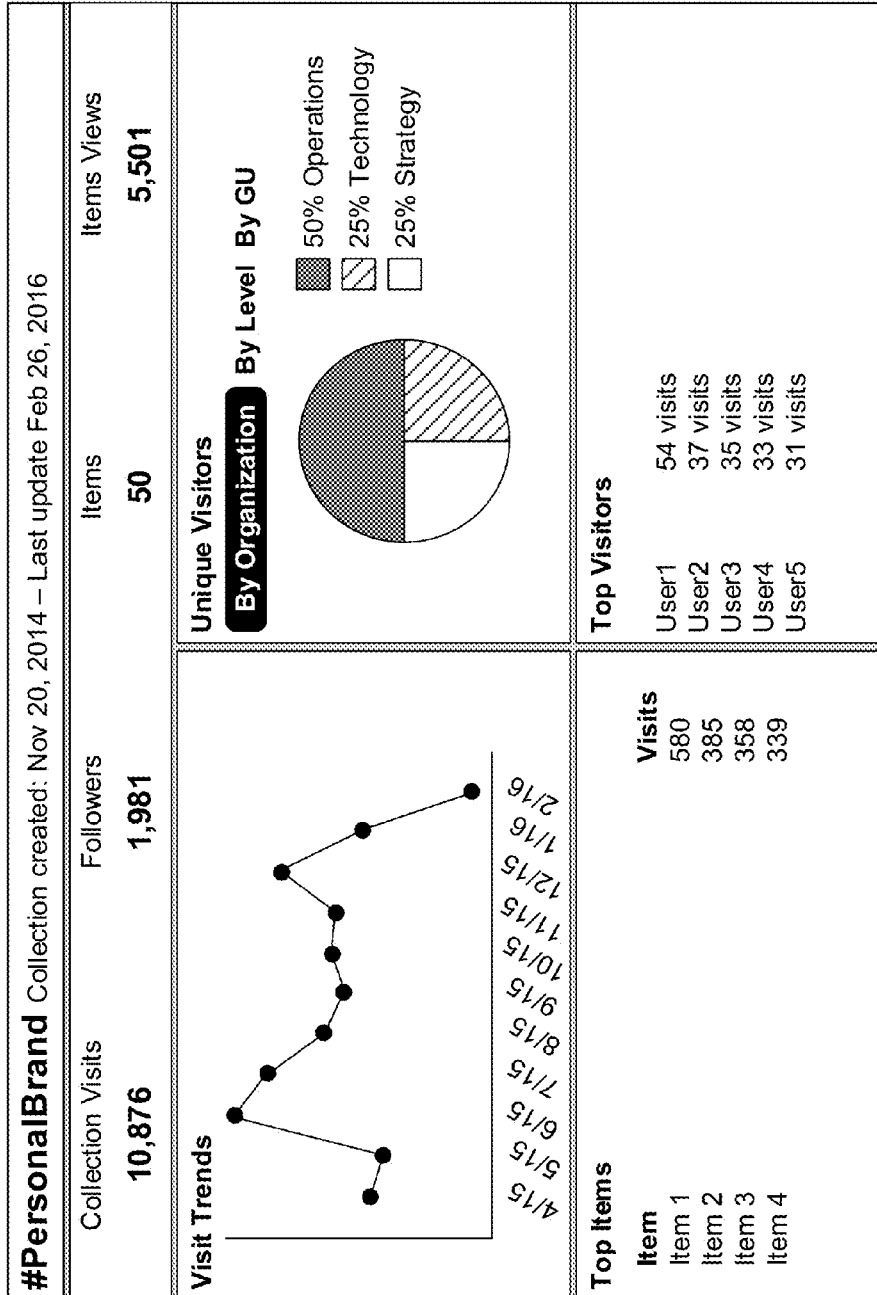 #PersonalBrand Collection created: Nov 20, 2014 – Last update Feb 26, 2016
Collection Visits Followers Items Items Views
10,876 1,981 50 5,501
Visit Trends
4/15 5/15 6/15 7/15 8/15 9/15 10/15 11/15 12/15 1/16 2/16
Unique Visitors
By Organization By Level By GU
50% Operations
25% Technology
25% Strategy
Top Items
Item Visits
Item 1 580
Item 2 385
Item 3 358
Item 4 339
Top Visitors
User1 54 visits
User2 37 visits
User3 35 visits
User4 33 visits
User5 31 visits